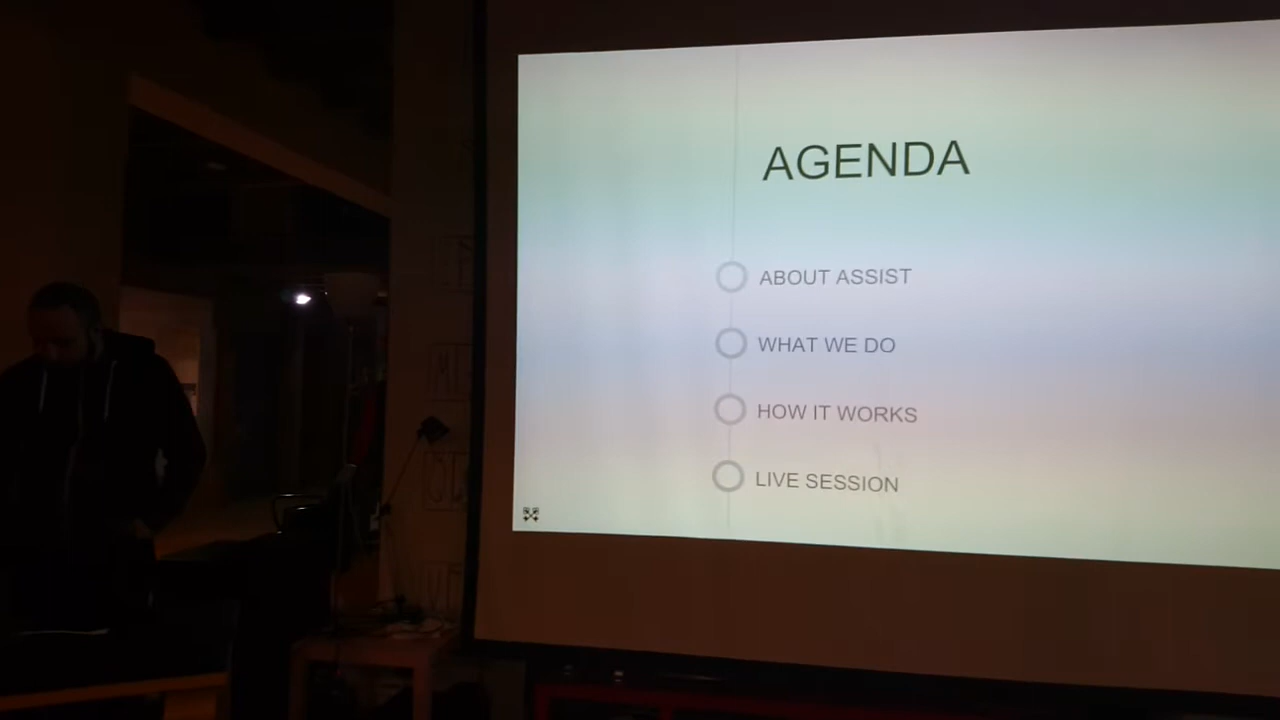 AGENDA
ABOUT ASSIST
WHAT WE DO
HOW IT WORKS
LIVE SESSION